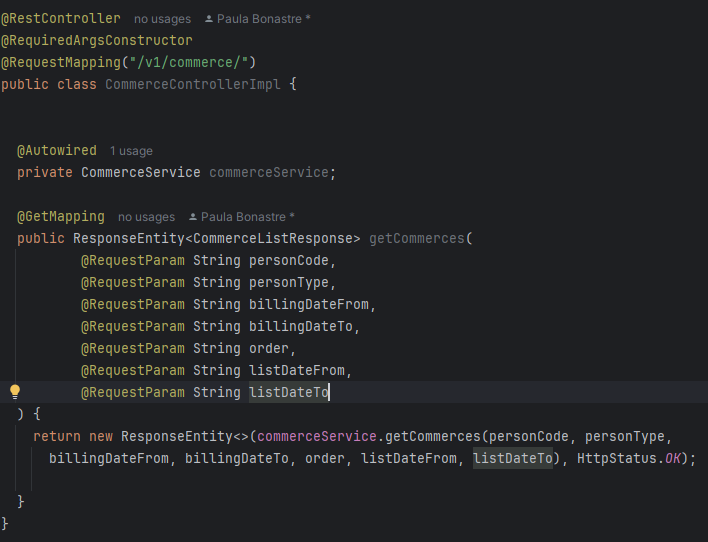 @RestController no usages Paula Bonastre *
@RequiredArgsConstructor
@RequestMapping("/v1/commerce/")
public class CommerceControllerImpl {
@Autowired 1 usage
private CommerceService commerceService;
@GetMapping no usages Paula Bonastre *
public ResponseEntity<CommerceListResponse> getCommerces(
@RequestParam String personCode,
@RequestParam String personType,
@RequestParam String billingDateFrom,
@RequestParam String billingDateTo,
@RequestParam String order,
@RequestParam String listDateFrom,
@RequestParam String listDateTo
) {
return new ResponseEntity<>(commerceService.getCommerces(personCode, personType,
billingDateFrom, billingDateTo, order, listDateFrom, listDateTo), HttpStatus.OK);
}
}